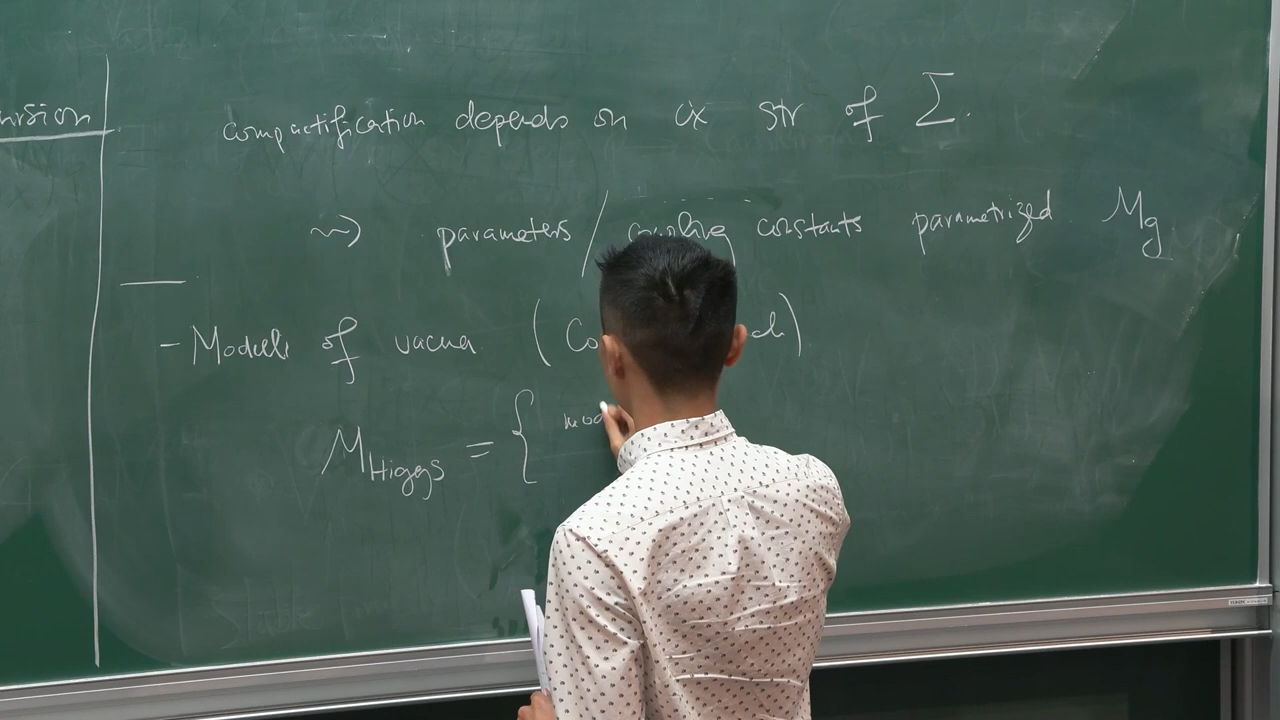 compactification depends on cx str of Σ.
⇝ parameters / coupling constants parametrized Mg
- Moduli of vacua (Co
M_Higgs = {